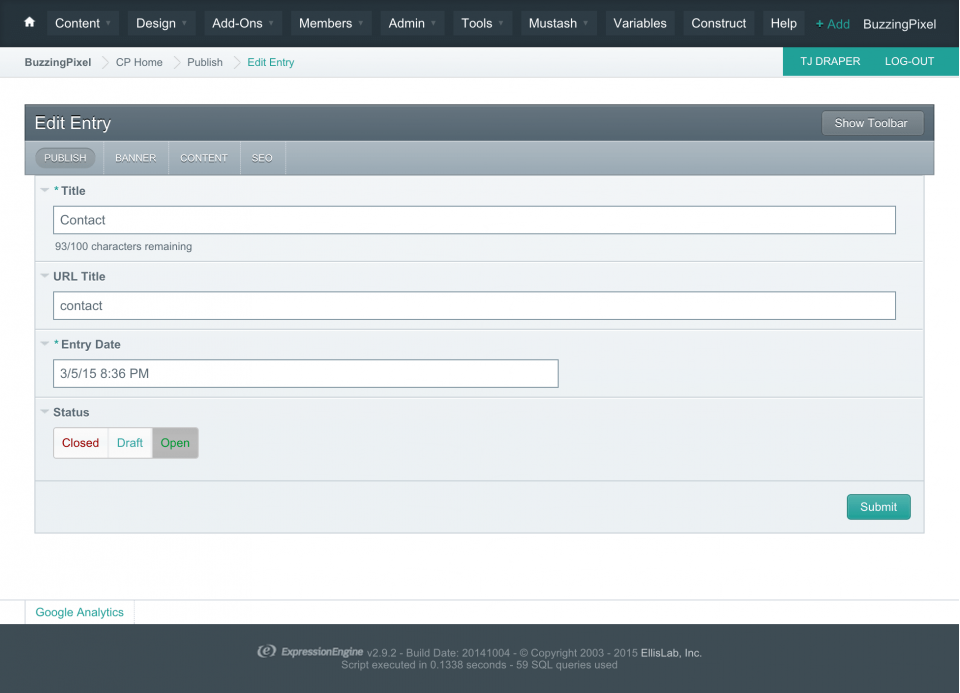 Content Design Add-Ons Members Admin Tools Mustash Variables Construct Help + Add BuzzingPixel
BuzzingPixel CP Home Publish Edit Entry TJ DRAPER LOG-OUT
Edit Entry Show Toolbar
PUBLISH BANNER CONTENT SEO
* Title
Contact
93/100 characters remaining
URL Title
contact
* Entry Date
3/5/15 8:36 PM
Status
Closed Draft Open
Submit
Google Analytics
ExpressionEngine v2.9.2 - Build Date: 20141004 - © Copyright 2003 - 2015 EllisLab, Inc.
Script executed in 0.1338 seconds - 59 SQL queries used